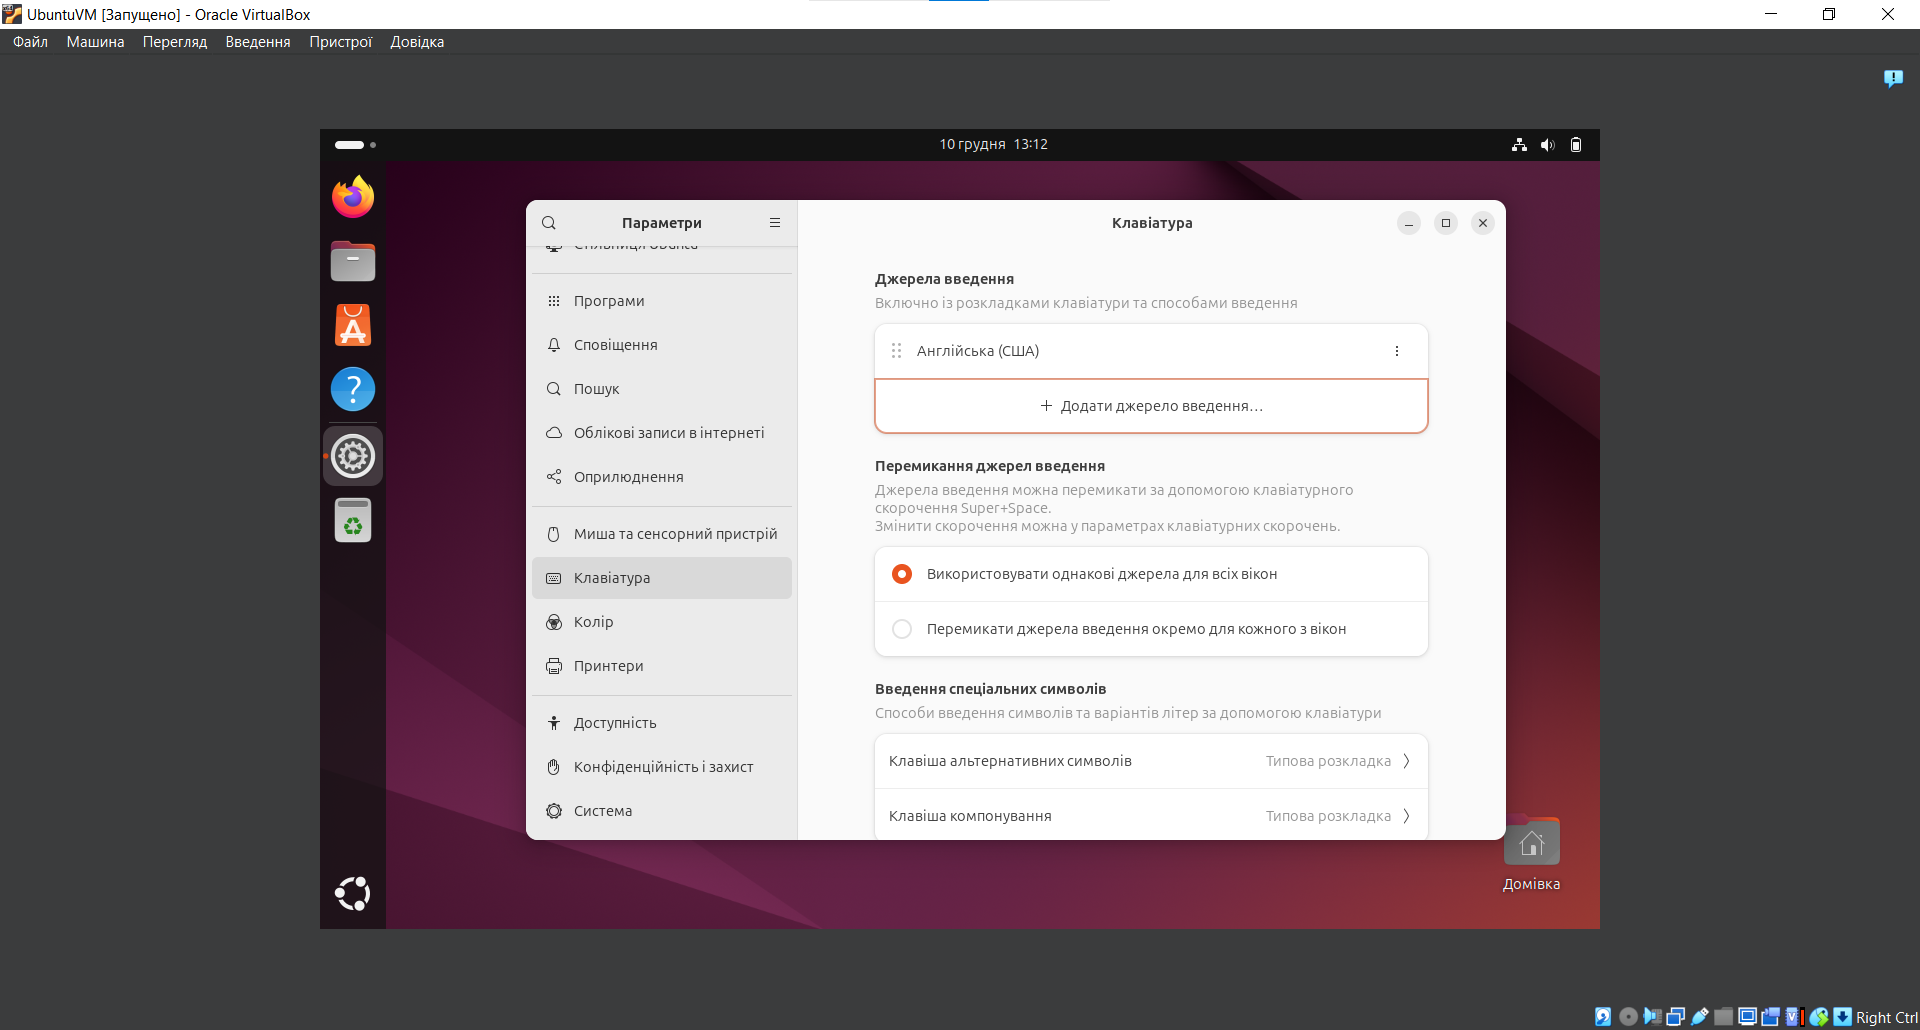 UbuntuVM [Запущено] - Oracle VirtualBox
Файл Машина Перегляд Введення Пристрої Довідка
10 грудня 13:12
Параметри
Клавіатура
Програми
Сповіщення
Пошук
Облікові записи в інтернеті
Оприлюднення
Миша та сенсорний пристрій
Клавіатура
Колір
Принтери
Доступність
Конфіденційність і захист
Система
Джерела введення
Включно із розкладками клавіатури та способами введення
Англійська (США)
+ Додати джерело введення…
Перемикання джерел введення
Джерела введення можна перемикати за допомогою клавіатурного
скорочення Super+Space.
Змінити скорочення можна у параметрах клавіатурних скорочень.
Використовувати однакові джерела для всіх вікон
Перемикати джерела введення окремо для кожного з вікон
Введення спеціальних символів
Способи введення символів та варіантів літер за допомогою клавіатури
Клавіша альтернативних символів Типова розкладка
Клавіша компонування Типова розкладка
Домівка
Right Ctrl